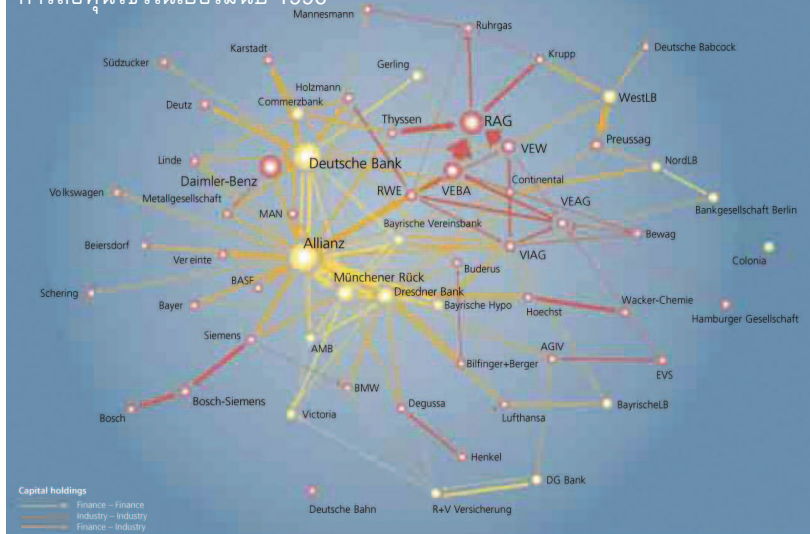 Mannesmann
Ruhrgas
Karstadt
Krupp
Deutsche Babcock
Südzucker
Gerling
Holzmann
Deutz
Commerzbank
WestLB
Thyssen
RAG
Preussag
VEW
Linde
Deutsche Bank
NordLB
Daimler-Benz
Continental
Volkswagen
RWE
VEBA
VEAG
Metallgesellschaft
Bankgesellschaft Berlin
MAN
Bayrische Vereinsbank
Bewag
Beiersdorf
Allianz
VIAG
Colonia
Vereinte
Buderus
BASF
Münchener Rück
Schering
Dresdner Bank
Bayer
Bayrische Hypo
Hoechst
Wacker-Chemie
Hamburger Gesellschaft
Siemens
AMB
AGIV
Bilfinger+Berger
EVS
BMW
Bosch-Siemens
Degussa
Bosch
Victoria
Lufthansa
BayrischeLB
Henkel
DG Bank
Deutsche Bahn
R+V Versicherung
Capital holdings
Finance – Finance
Industry – Industry
Finance – Industry